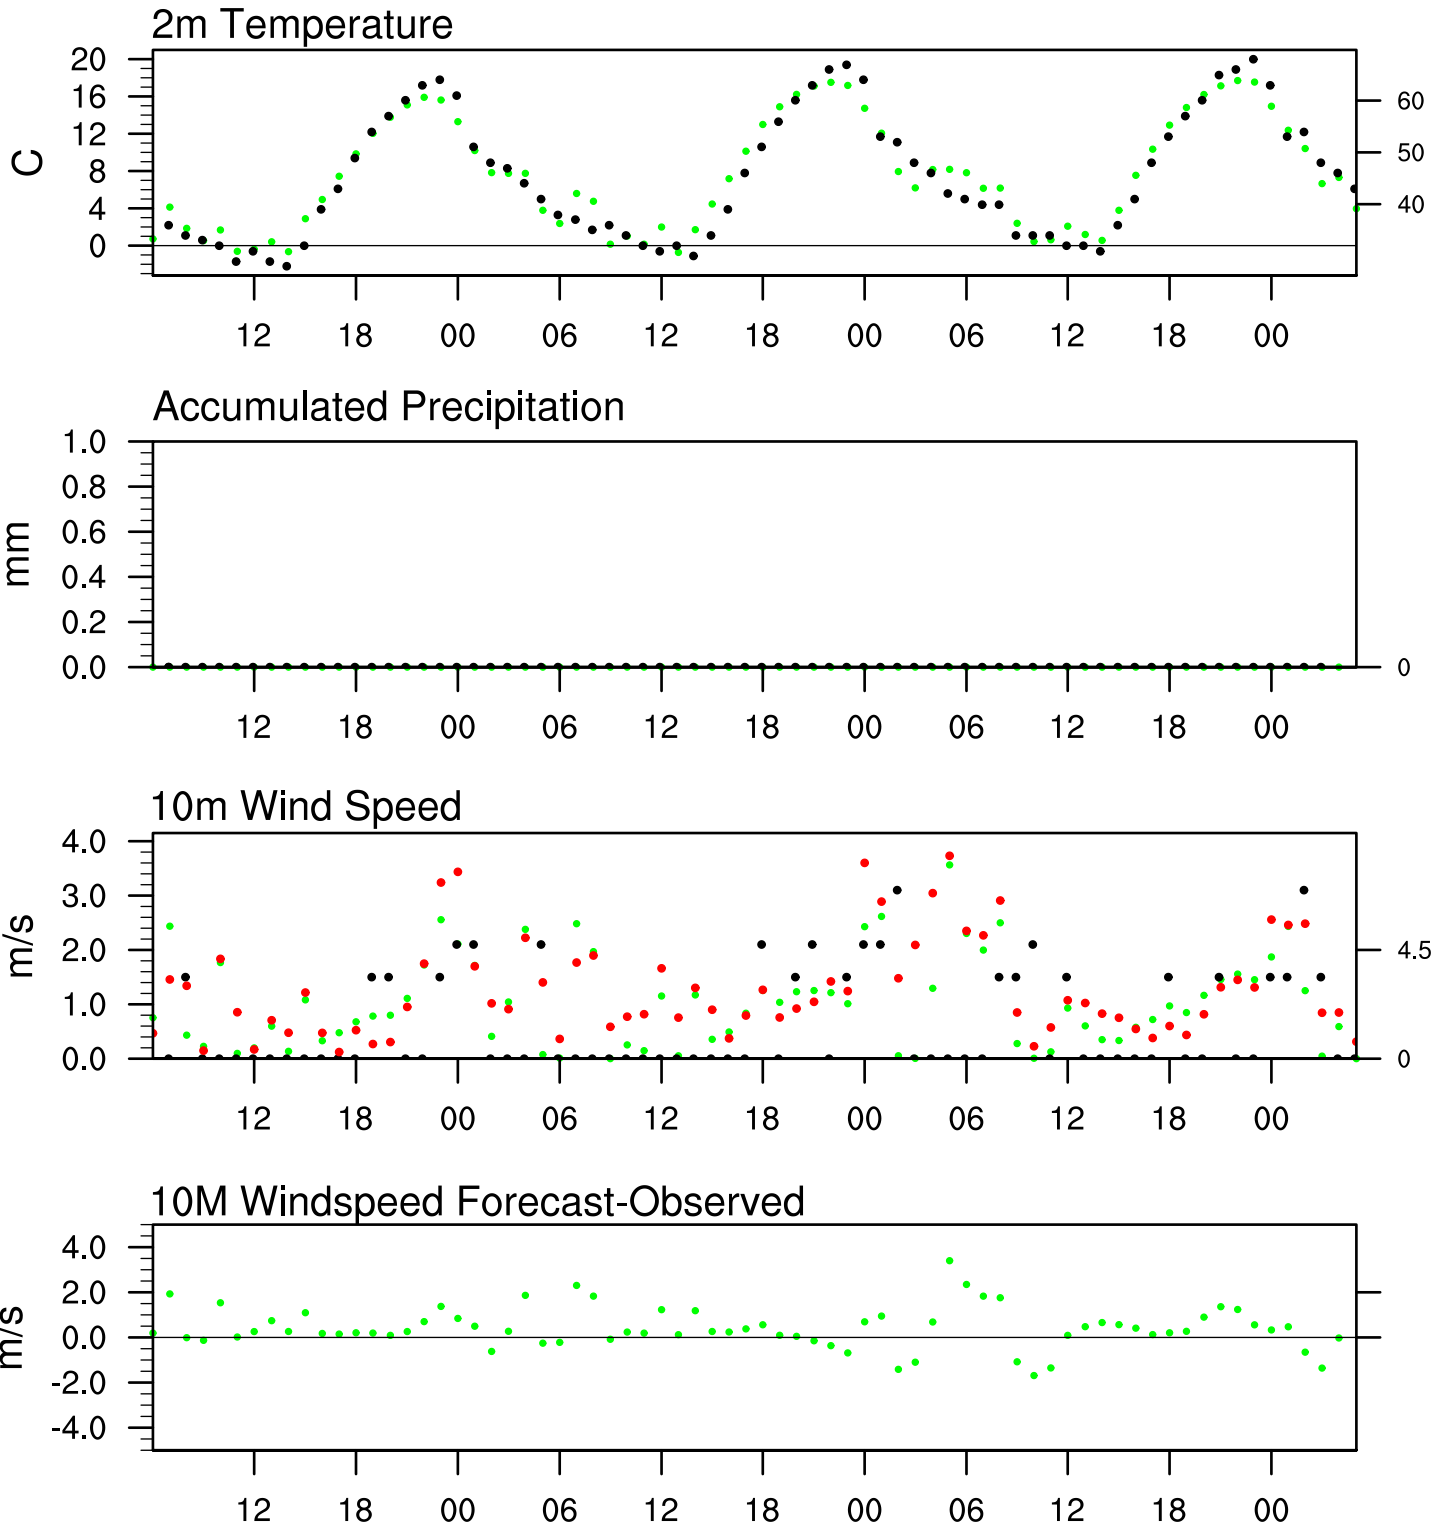 2m Temperature
20
16
12
8
4
0
C
60
50
40
12 18 00 06 12 18 00 06 12 18 00
Accumulated Precipitation
1.0
0.8
0.6
0.4
0.2
0.0
mm
0
12 18 00 06 12 18 00 06 12 18 00
10m Wind Speed
4.0
3.0
2.0
1.0
0.0
m/s
4.5
0
12 18 00 06 12 18 00 06 12 18 00
10M Windspeed Forecast-Observed
4.0
2.0
0.0
-2.0
-4.0
m/s
12 18 00 06 12 18 00 06 12 18 00